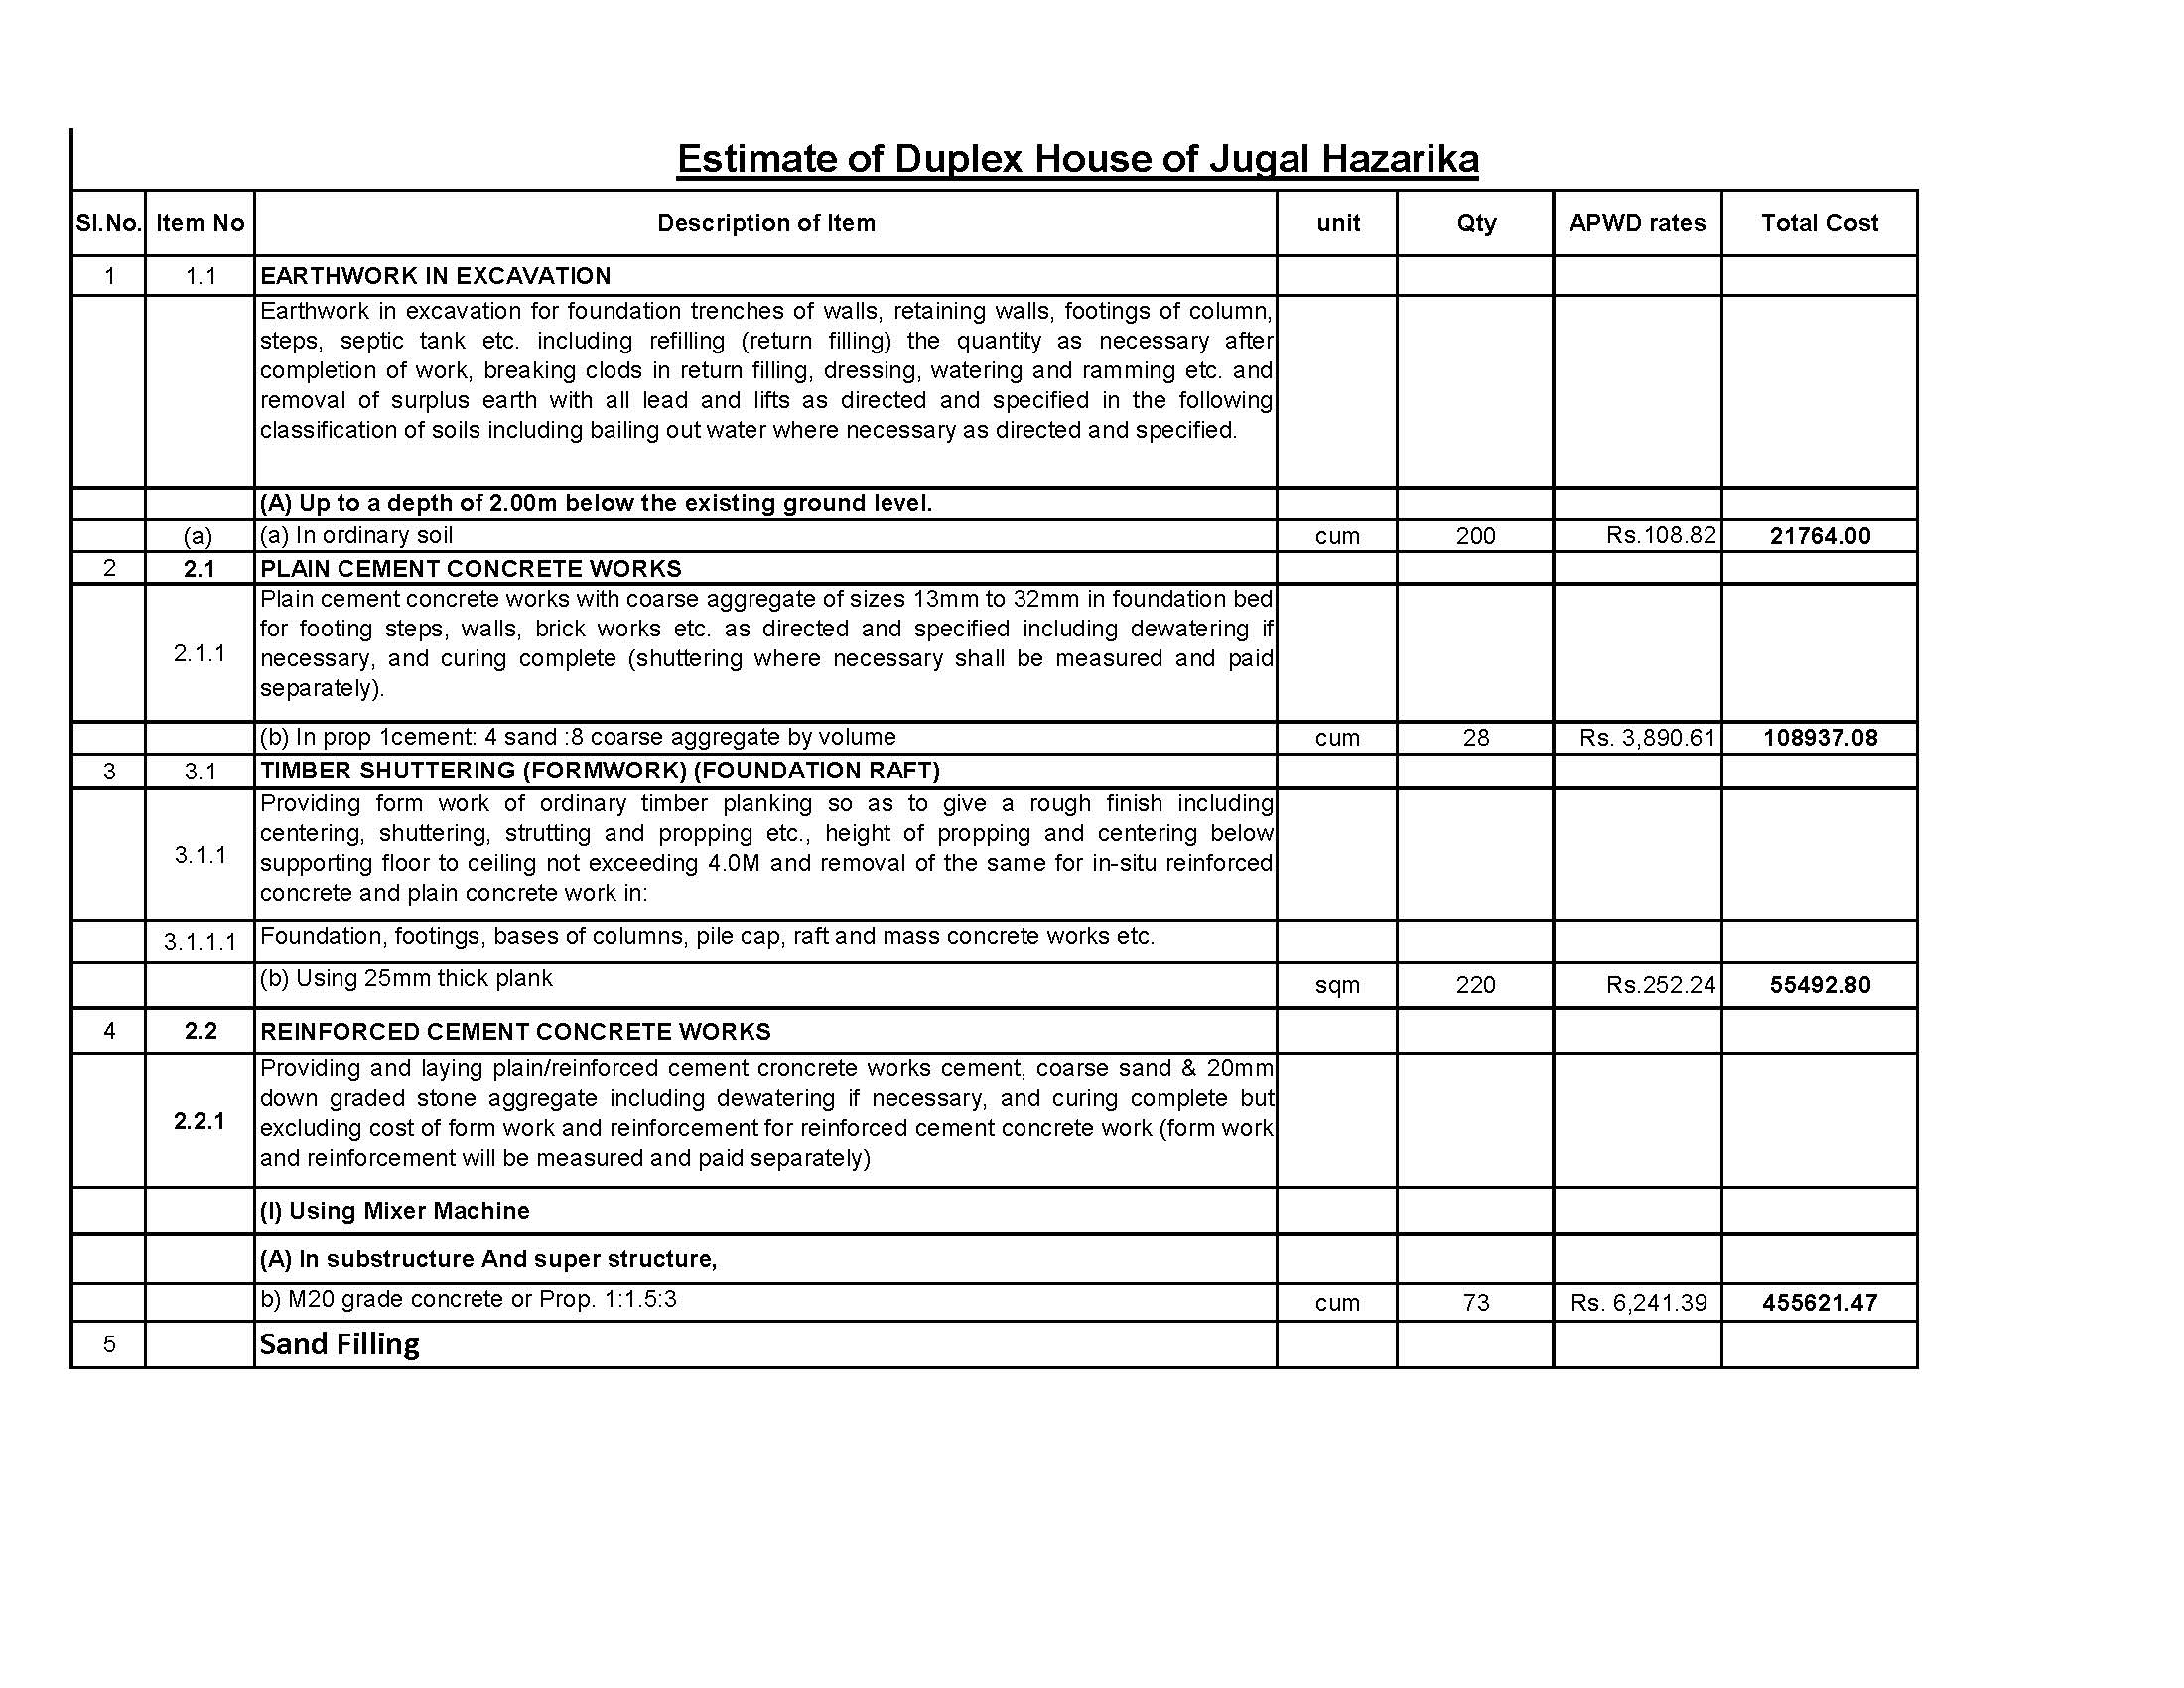 Estimate of Duplex House of Jugal Hazarika
Sl.No. Item No Description of Item unit Qty APWD rates Total Cost
1 1.1 EARTHWORK IN EXCAVATION
Earthwork in excavation for foundation trenches of walls, retaining walls, footings of column,
steps, septic tank etc. including refilling (return filling) the quantity as necessary after
completion of work, breaking clods in return filling, dressing, watering and ramming etc. and
removal of surplus earth with all lead and lifts as directed and specified in the following
classification of soils including bailing out water where necessary as directed and specified.
(A) Up to a depth of 2.00m below the existing ground level.
(a) (a) In ordinary soil cum 200 Rs.108.82 21764.00
2 2.1 PLAIN CEMENT CONCRETE WORKS
2.1.1 Plain cement concrete works with coarse aggregate of sizes 13mm to 32mm in foundation bed
for footing steps, walls, brick works etc. as directed and specified including dewatering if
necessary, and curing complete (shuttering where necessary shall be measured and paid
separately).
(b) In prop 1cement: 4 sand :8 coarse aggregate by volume cum 28 Rs. 3,890.61 108937.08
3 3.1 TIMBER SHUTTERING (FORMWORK) (FOUNDATION RAFT)
3.1.1 Providing form work of ordinary timber planking so as to give a rough finish including
centering, shuttering, strutting and propping etc., height of propping and centering below
supporting floor to ceiling not exceeding 4.0M and removal of the same for in-situ reinforced
concrete and plain concrete work in:
3.1.1.1 Foundation, footings, bases of columns, pile cap, raft and mass concrete works etc.
(b) Using 25mm thick plank sqm 220 Rs.252.24 55492.80
4 2.2 REINFORCED CEMENT CONCRETE WORKS
2.2.1 Providing and laying plain/reinforced cement croncrete works cement, coarse sand & 20mm
down graded stone aggregate including dewatering if necessary, and curing complete but
excluding cost of form work and reinforcement for reinforced cement concrete work (form work
and reinforcement will be measured and paid separately)
(I) Using Mixer Machine
(A) In substructure And super structure,
b) M20 grade concrete or Prop. 1:1.5:3 cum 73 Rs. 6,241.39 455621.47
5 Sand Filling